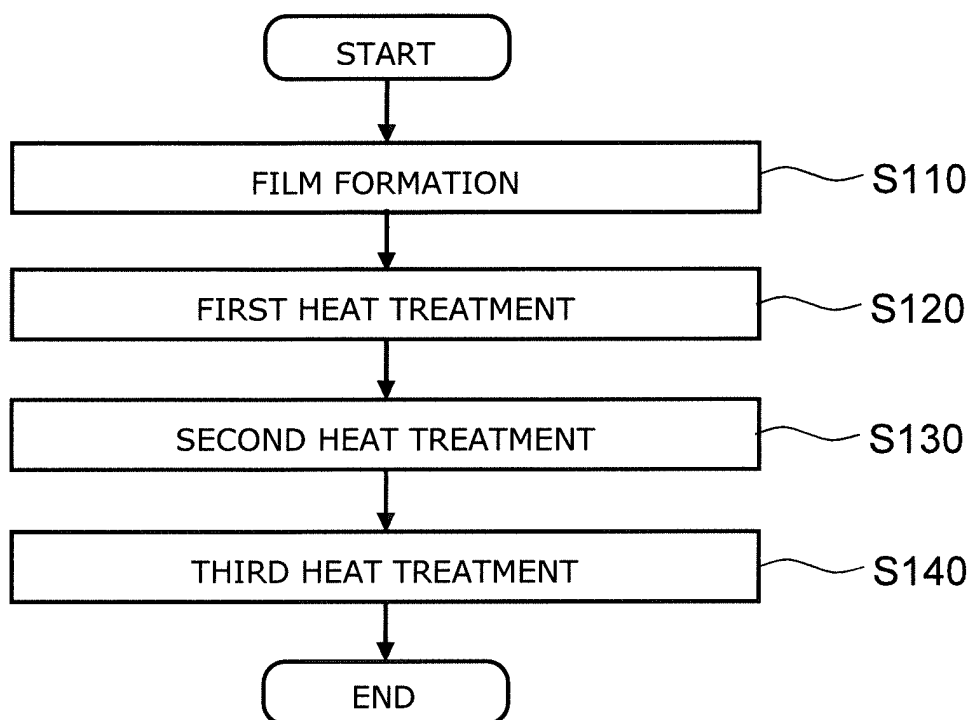 START
FILM FORMATION
S110
FIRST HEAT TREATMENT
S120
SECOND HEAT TREATMENT
S130
THIRD HEAT TREATMENT
S140
END